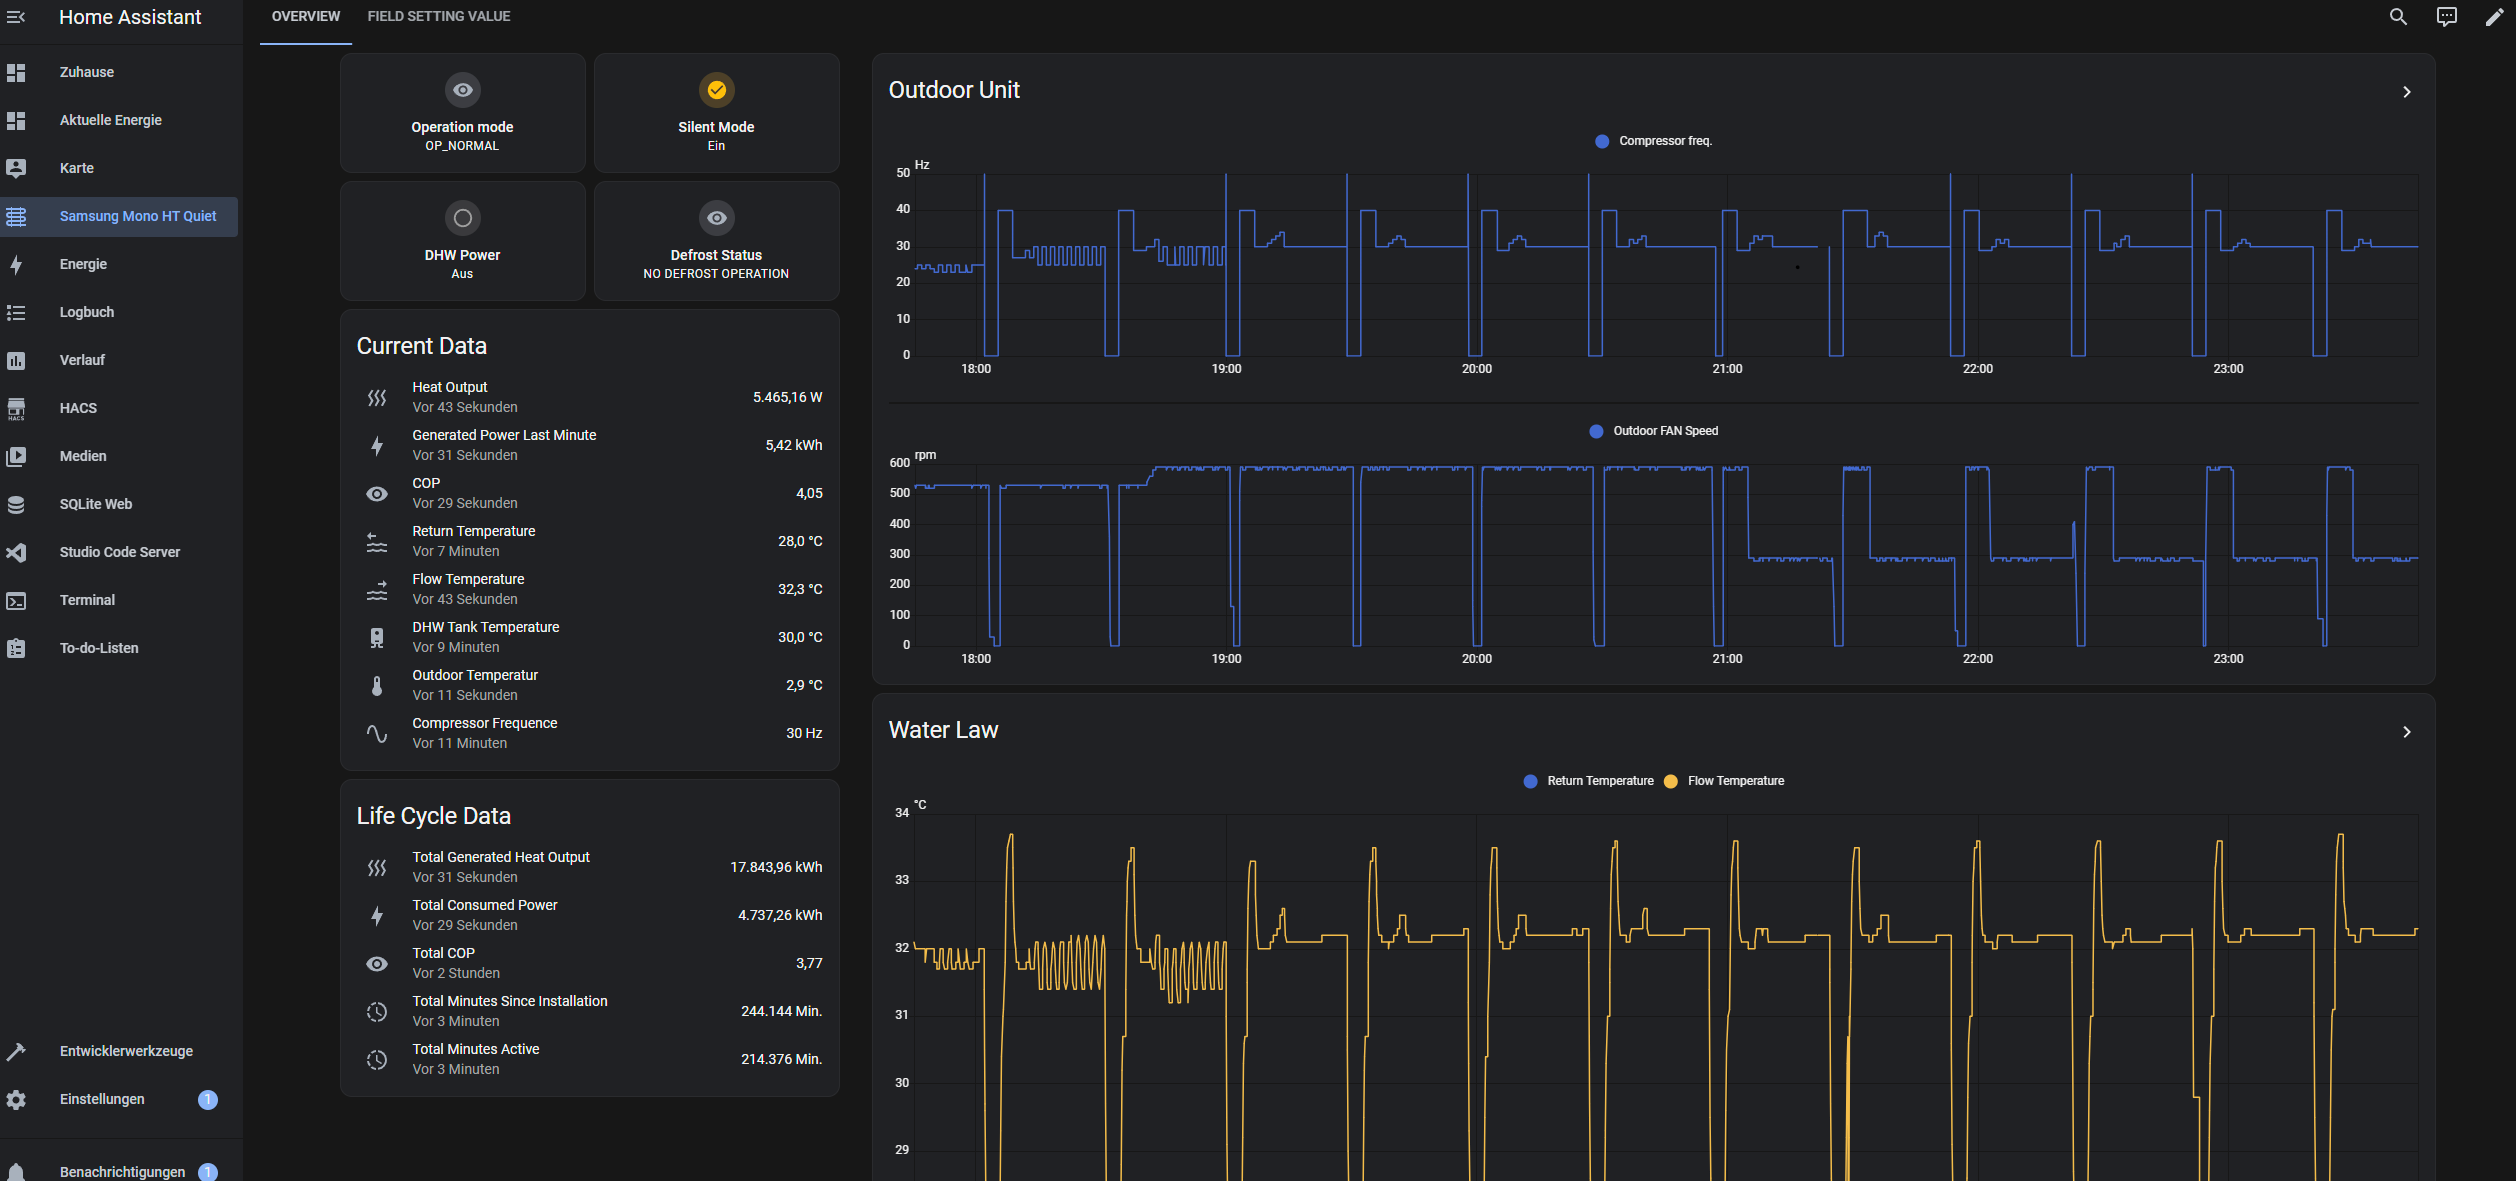 Home Assistant
OVERVIEW
FIELD SETTING VALUE
Zuhause
Aktuelle Energie
Karte
Samsung Mono HT Quiet
Energie
Logbuch
Verlauf
HACS
HACS
Medien
SQLite Web
Studio Code Server
Terminal
To-do-Listen
Entwicklerwerkzeuge
Einstellungen 1
Benachrichtigungen 1
Operation mode
OP_NORMAL
Silent Mode
Ein
DHW Power
Aus
Defrost Status
NO DEFROST OPERATION
Current Data
Heat Output
Vor 43 Sekunden
5.465,16 W
Generated Power Last Minute
Vor 31 Sekunden
5,42 kWh
COP
Vor 29 Sekunden
4,05
Return Temperature
Vor 7 Minuten
28,0 °C
Flow Temperature
Vor 43 Sekunden
32,3 °C
DHW Tank Temperature
Vor 9 Minuten
30,0 °C
Outdoor Temperatur
Vor 11 Sekunden
2,9 °C
Compressor Frequence
Vor 11 Minuten
30 Hz
Life Cycle Data
Total Generated Heat Output
Vor 31 Sekunden
17.843,96 kWh
Total Consumed Power
Vor 29 Sekunden
4.737,26 kWh
Total COP
Vor 2 Stunden
3,77
Total Minutes Since Installation
Vor 3 Minuten
244.144 Min.
Total Minutes Active
Vor 3 Minuten
214.376 Min.
Outdoor Unit
Compressor freq.
Hz
50
40
30
20
10
0
18:00 19:00 20:00 21:00 22:00 23:00
Outdoor FAN Speed
rpm
600
500
400
300
200
100
0
18:00 19:00 20:00 21:00 22:00 23:00
Water Law
Return Temperature Flow Temperature
°C
34
33
32
31
30
29